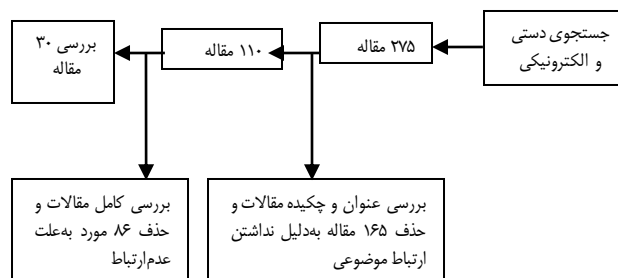 جستجوی دستی
و الکترونیکی
۲۷۵ مقاله
۱۱۰ مقاله
بررسی ۳۰
مقاله
بررسی عنوان و چکیده مقالات و
حذف ۱۶۵ مقاله به‌دلیل نداشتن
ارتباط موضوعی
بررسی کامل مقالات و
حذف ۸۶ مورد به‌علت
عدم‌ارتباط